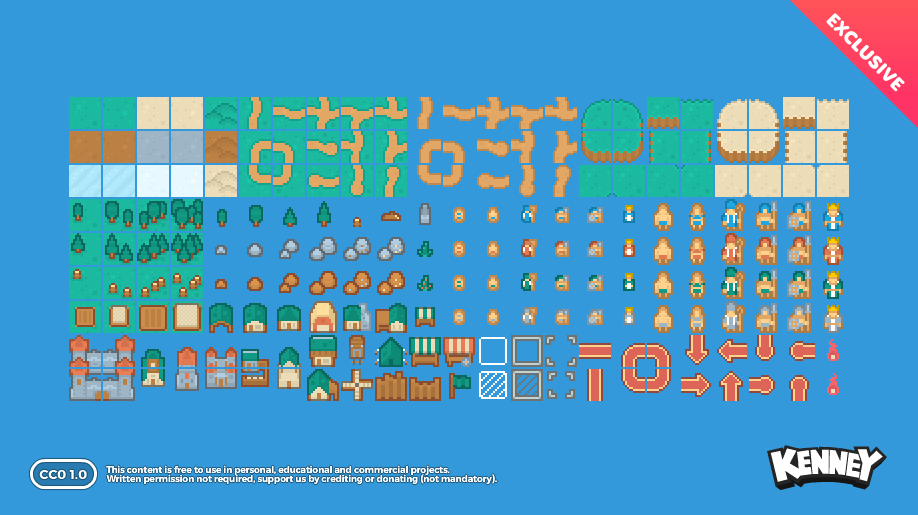 EXCLUSIVE
CC0 1.0
This content is free to use in personal, educational and commercial projects.
Written permission not required, support us by crediting or donating (not mandatory).
KENNEY